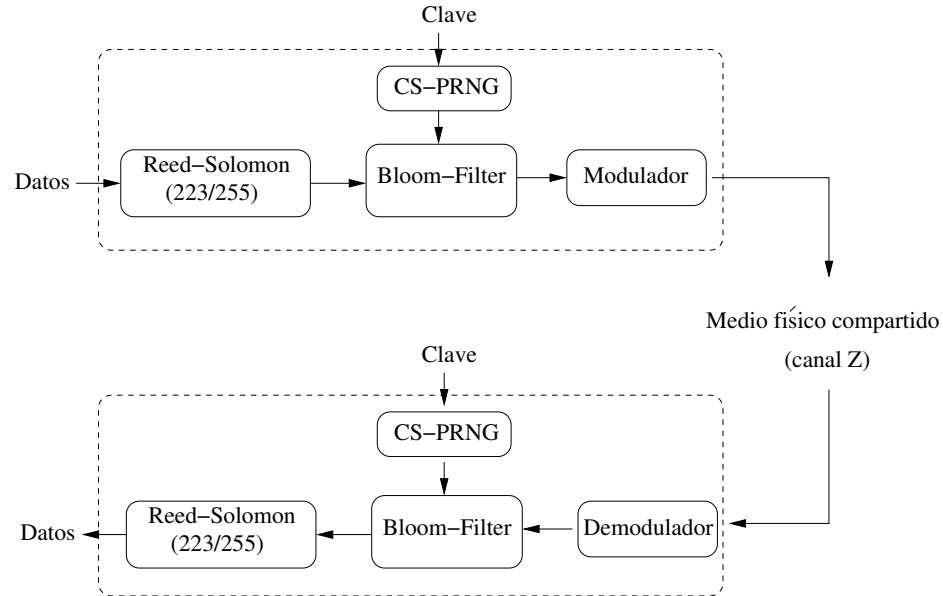 Clave
CS−PRNG
Datos
Reed−Solomon
(223/255)
Bloom−Filter
Modulador
Medio físico compartido
(canal Z)
Clave
CS−PRNG
Datos
Reed−Solomon
(223/255)
Bloom−Filter
Demodulador